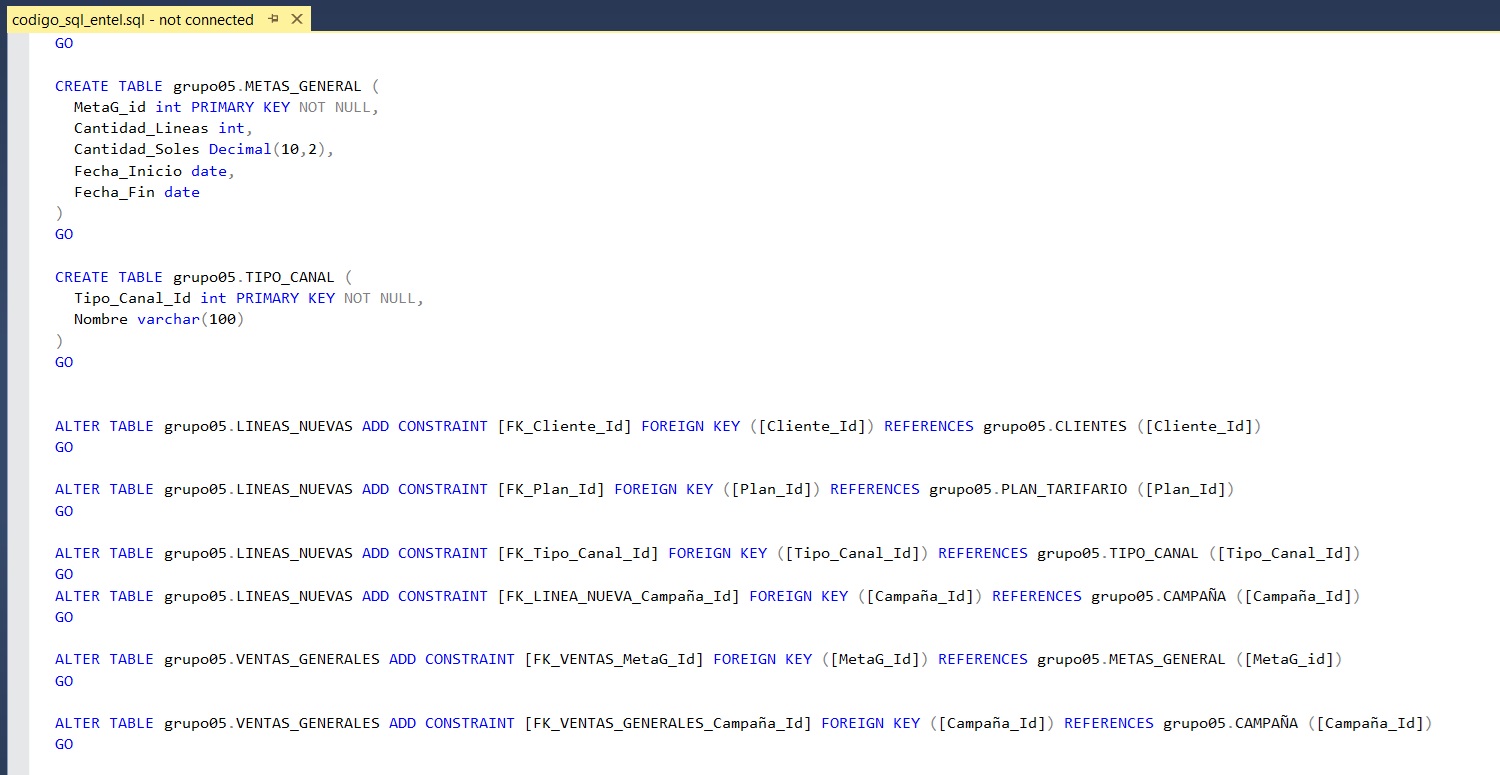 codigo_sql_entel.sql - not connected
GO
CREATE TABLE grupo05.METAS_GENERAL (
MetaG_id int PRIMARY KEY NOT NULL,
Cantidad_Lineas int,
Cantidad_Soles Decimal(10,2),
Fecha_Inicio date,
Fecha_Fin date
)
GO
CREATE TABLE grupo05.TIPO_CANAL (
Tipo_Canal_Id int PRIMARY KEY NOT NULL,
Nombre varchar(100)
)
GO
ALTER TABLE grupo05.LINEAS_NUEVAS ADD CONSTRAINT [FK_Cliente_Id] FOREIGN KEY ([Cliente_Id]) REFERENCES grupo05.CLIENTES ([Cliente_Id])
GO
ALTER TABLE grupo05.LINEAS_NUEVAS ADD CONSTRAINT [FK_Plan_Id] FOREIGN KEY ([Plan_Id]) REFERENCES grupo05.PLAN_TARIFARIO ([Plan_Id])
GO
ALTER TABLE grupo05.LINEAS_NUEVAS ADD CONSTRAINT [FK_Tipo_Canal_Id] FOREIGN KEY ([Tipo_Canal_Id]) REFERENCES grupo05.TIPO_CANAL ([Tipo_Canal_Id])
GO
ALTER TABLE grupo05.LINEAS_NUEVAS ADD CONSTRAINT [FK_LINEA_NUEVA_Campaña_Id] FOREIGN KEY ([Campaña_Id]) REFERENCES grupo05.CAMPAÑA ([Campaña_Id])
GO
ALTER TABLE grupo05.VENTAS_GENERALES ADD CONSTRAINT [FK_VENTAS_MetaG_Id] FOREIGN KEY ([MetaG_Id]) REFERENCES grupo05.METAS_GENERAL ([MetaG_id])
GO
ALTER TABLE grupo05.VENTAS_GENERALES ADD CONSTRAINT [FK_VENTAS_GENERALES_Campaña_Id] FOREIGN KEY ([Campaña_Id]) REFERENCES grupo05.CAMPAÑA ([Campaña_Id])
GO